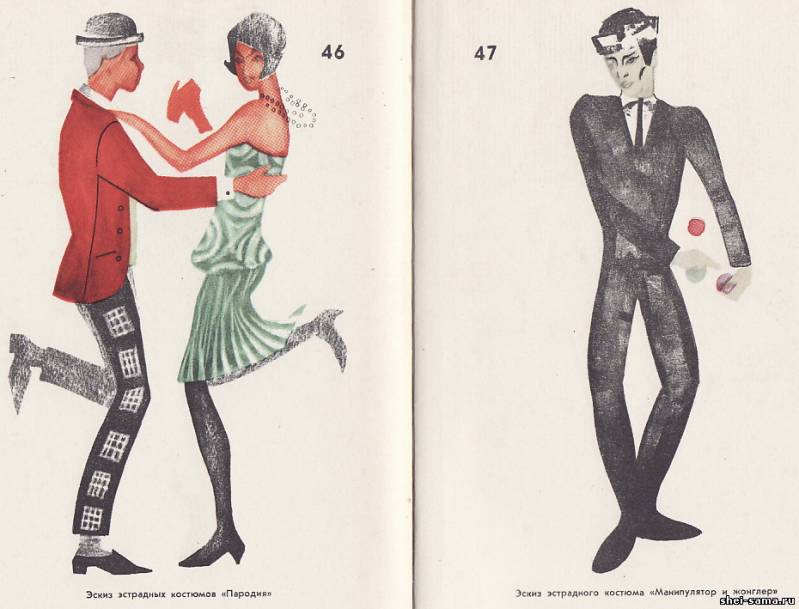 46
Эскиз эстрадных костюмов «Пародия»
47
Эскиз эстрадного костюма «Манипулятор и жонглер»
shei-sama.ru